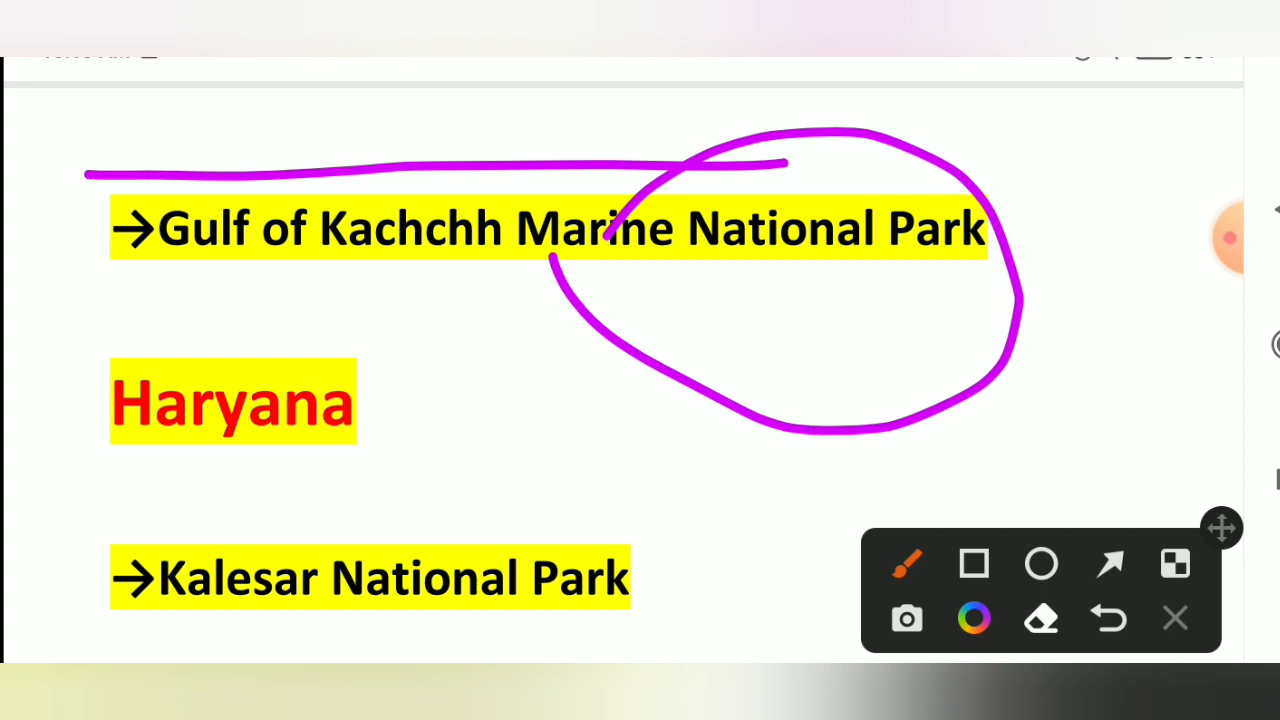 →Gulf of Kachchh Marine National Park
Haryana
→Kalesar National Park